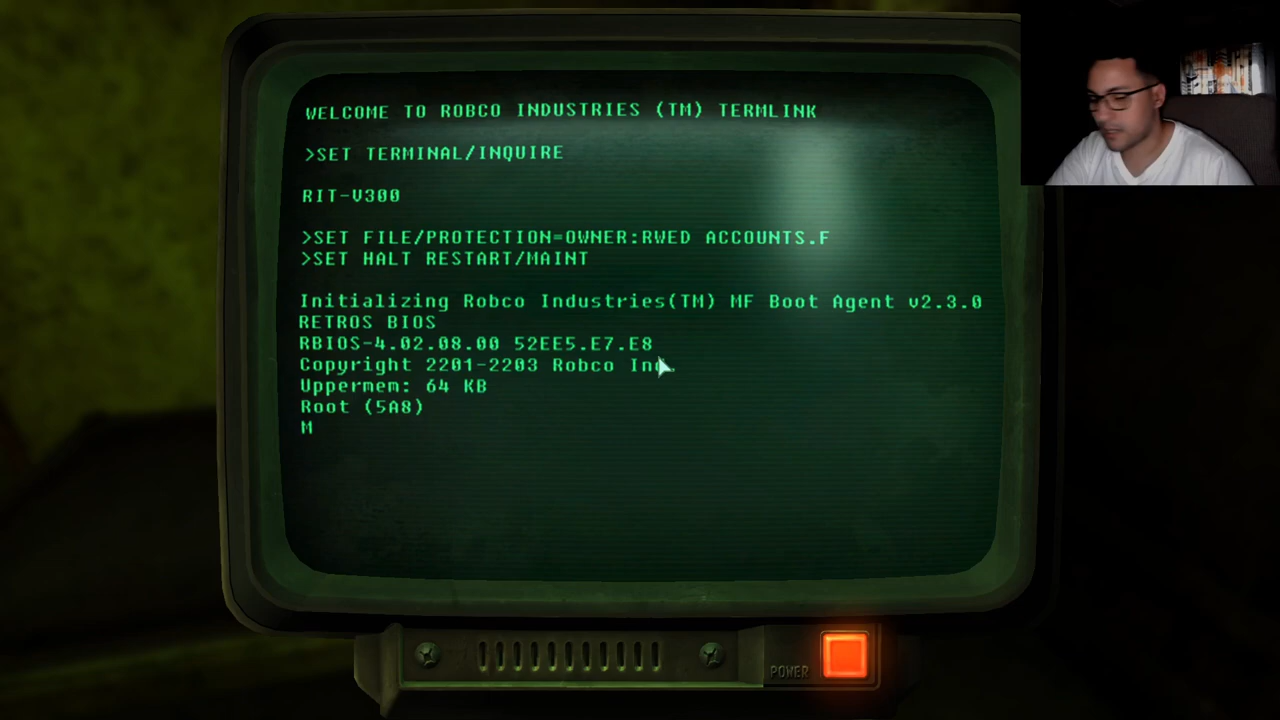 WELCOME TO ROBCO INDUSTRIES (TM) TERMLINK
>SET TERMINAL/INQUIRE
RIT-V300
>SET FILE/PROTECTION=OWNER:RWED ACCOUNTS.F
>SET HALT RESTART/MAINT
Initializing Robco Industries(TM) MF Boot Agent v2.3.0
RETROS BIOS
RBIOS-4.02.08.00 52EE5.E7.E8
Copyright 2201-2203 Robco Inc.
Uppermem: 64 KB
Root (5A8)
M
POWER